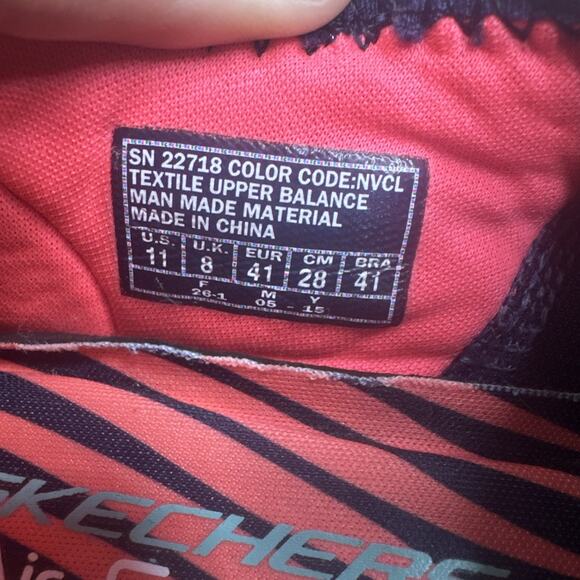 SN 22718 COLOR CODE:NVCL
TEXTILE UPPER BALANCE
MAN MADE MATERIAL
MADE IN CHINA
U.S. U.K. EUR CM BRA
11 8 41 28 41
F M Y
26-1 05 - 15
SKECHERS